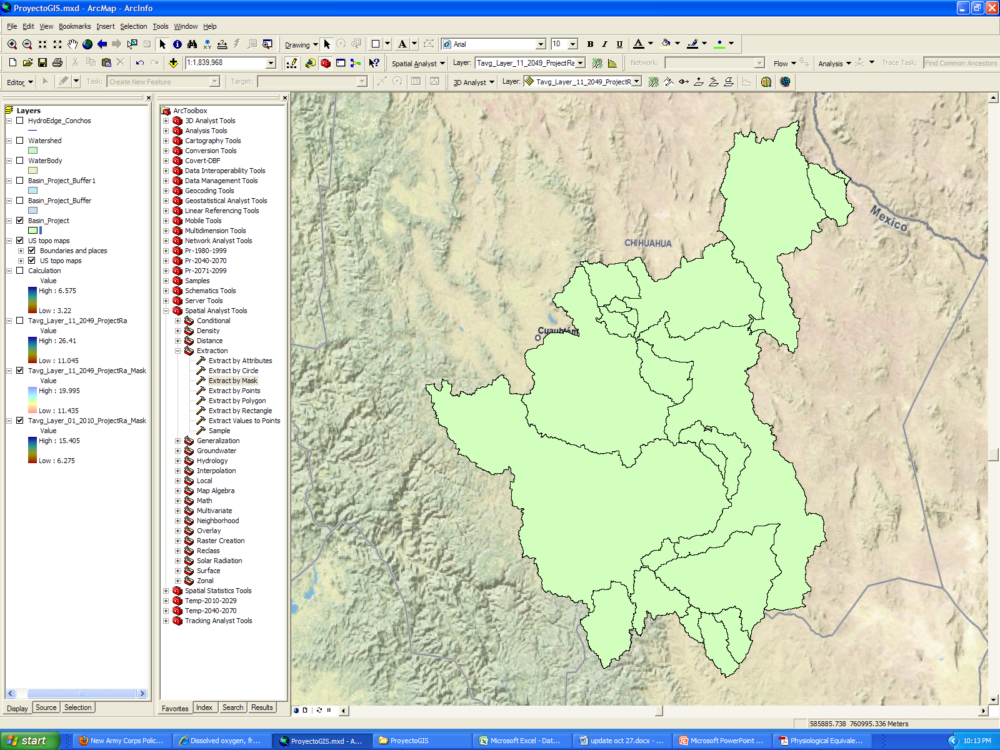 ProyectoGIS.mxd - ArcMap - ArcInfo
File Edit View Bookmarks Insert Selection Tools Window Help
Drawing Arial 10 B I U A
1:1,839,968 Spatial Analyst Layer: Tavg_Layer_11_2049_ProjectRa Network: Flow Analysis Trace Task: Find Common Ancestors
Editor Task: Create New Feature Target: 3D Analyst Layer: Tavg_Layer_11_2049_ProjectR
Layers
HydroEdge_Conchos
Watershed
WaterBody
Basin_Project_Buffer1
Basin_Project_Buffer
Basin_Project
US topo maps
Boundaries and places
US topo maps
Calculation
Value
High : 6.575
Low : 3.22
Tavg_Layer_11_2049_ProjectRa
Value
High : 26.41
Low : 11.045
Tavg_Layer_11_2049_ProjectRa_Mask
Value
High : 19.995
Low : 11.435
Tavg_Layer_01_2010_ProjectRa_Mask
Value
High : 15.405
Low : 6.275
Display Source Selection
ArcToolbox
3D Analyst Tools
Analysis Tools
Cartography Tools
Conversion Tools
Covert-DBF
Data Interoperability Tools
Data Management Tools
Geocoding Tools
Geostatistical Analyst Tools
Linear Referencing Tools
Mobile Tools
Multidimension Tools
Network Analyst Tools
Pr-1980-1999
Pr-2040-2070
Pr-2071-2099
Samples
Schematics Tools
Server Tools
Spatial Analyst Tools
Conditional
Density
Distance
Extraction
Extract by Attributes
Extract by Circle
Extract by Mask
Extract by Points
Extract by Polygon
Extract by Rectangle
Extract Values to Points
Sample
Generalization
Groundwater
Hydrology
Interpolation
Local
Map Algebra
Math
Multivariate
Neighborhood
Overlay
Raster Creation
Reclass
Solar Radiation
Surface
Zonal
Spatial Statistics Tools
Temp-2010-2029
Temp-2040-2070
Tracking Analyst Tools
Favorites Index Search Results
Mexico
CHIHUAHUA
Cuauhtém
585885.738 760995.336 Meters
start New Army Corps Polic... Dissolved oxygen, fr... ProyectoGIS.mxd - A... ProyectoGIS Microsoft Excel - Dat... update oct 27.docx - ... Microsoft PowerPoint ... Physiological Equivale... 10:13 PM